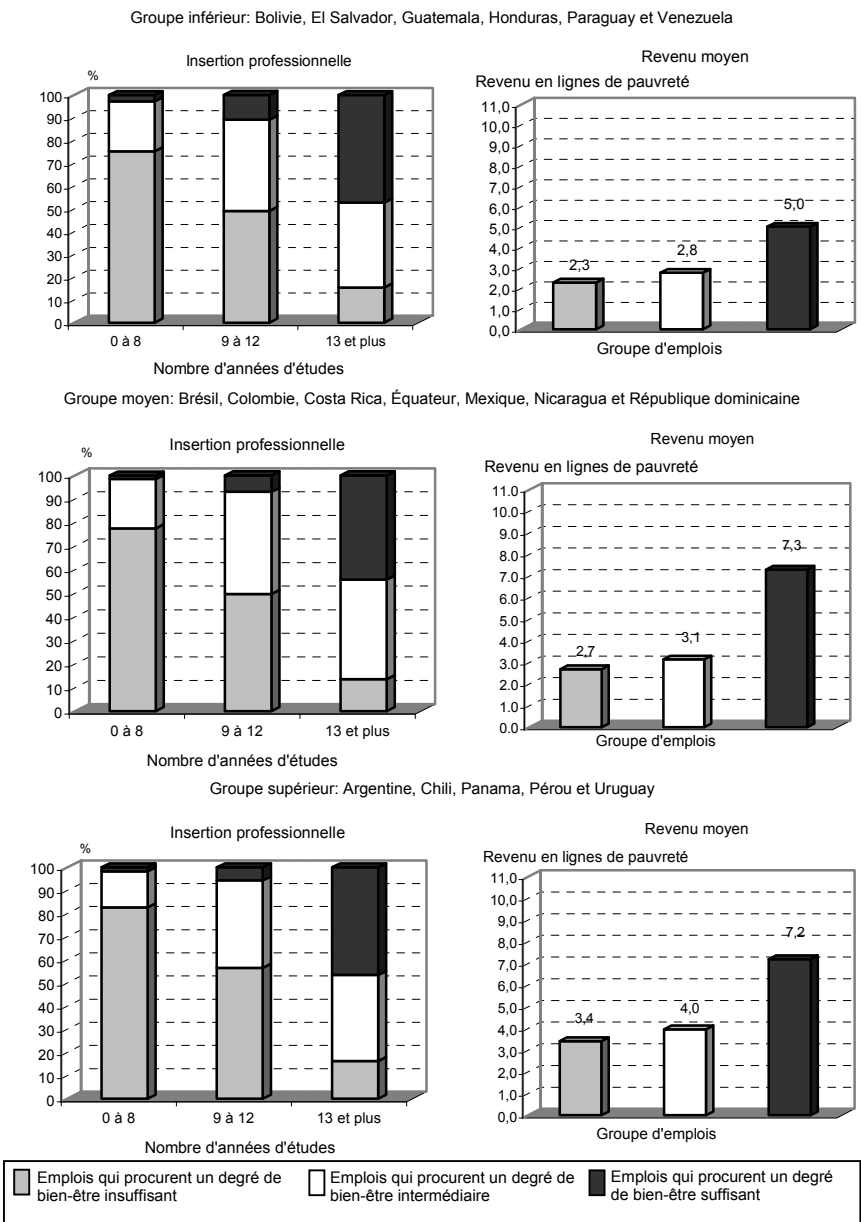 Groupe inférieur: Bolivie, El Salvador, Guatemala, Honduras, Paraguay et Venezuela
Insertion professionnelle
%
100
90
80
70
60
50
40
30
20
10
0
0 à 8
9 à 12
13 et plus
Nombre d'années d'études
Revenu moyen
Revenu en lignes de pauvreté
11,0
10,0
9,0
8,0
7,0
6,0
5,0
4,0
3,0
2,0
1,0
0,0
2,3
2,8
5,0
Groupe d'emplois
Groupe moyen: Brésil, Colombie, Costa Rica, Équateur, Mexique, Nicaragua et République dominicaine
Insertion professionnelle
%
100
90
80
70
60
50
40
30
20
10
0
0 à 8
9 à 12
13 et plus
Nombre d'années d'études
Revenu moyen
Revenu en lignes de pauvreté
11.0
10.0
9.0
8.0
7.0
6.0
5.0
4.0
3.0
2.0
1.0
0.0
2,7
3,1
7,3
Groupe d'emplois
Groupe supérieur: Argentine, Chili, Panama, Pérou et Uruguay
Insertion professionnelle
%
100
90
80
70
60
50
40
30
20
10
0
0 à 8
9 à 12
13 et plus
Nombre d'années d'études
Revenu moyen
Revenu en lignes de pauvreté
11,0
10,0
9,0
8,0
7,0
6,0
5,0
4,0
3,0
2,0
1,0
0,0
3,4
4,0
7,2
Groupe d'emplois
Emplois qui procurent un degré de
bien-être insuffisant
Emplois qui procurent un degré de
bien-être intermédiaire
Emplois qui procurent un degré
de bien-être suffisant